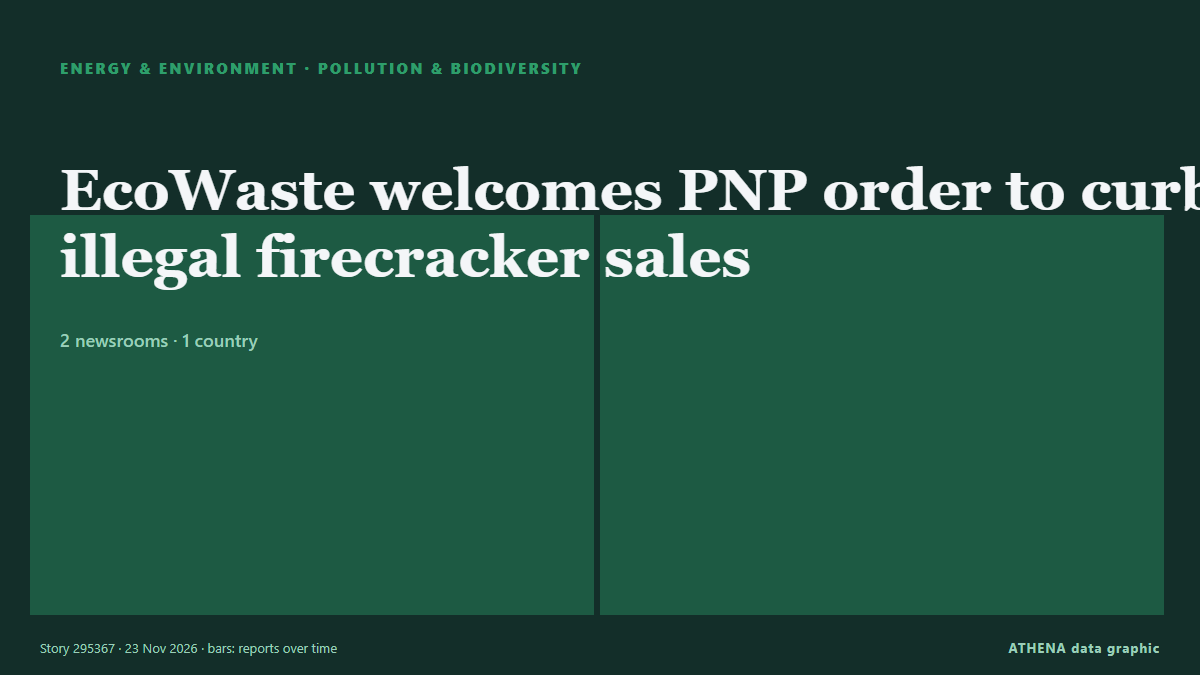 ENERGY & ENVIRONMENT · POLLUTION & BIODIVERSITY
EcoWaste welcomes PNP order to curb
illegal firecracker sales
2 newsrooms · 1 country
Story 295367 · 23 Nov 2026 · bars: reports over time
ATHENA data graphic